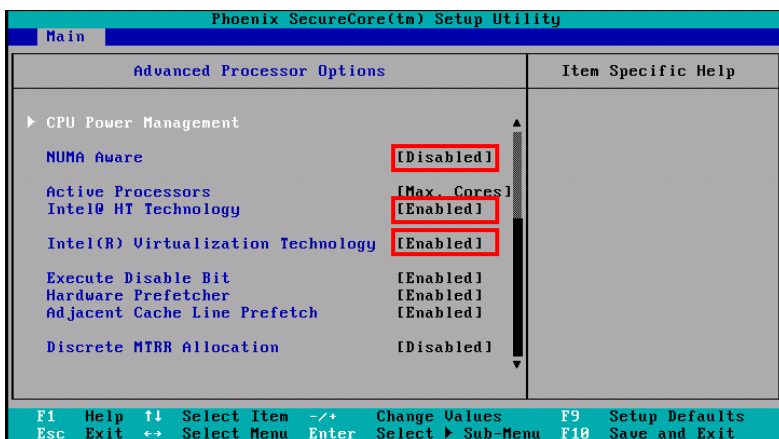 Phoenix SecureCore(tm) Setup Utility
Main
Advanced Processor Options
Item Specific Help
CPU Power Management
NUMA Aware [Disabled]
Active Processors [Max. Cores]
Intel® HT Technology [Enabled]
Intel(R) Virtualization Technology [Enabled]
Execute Disable Bit [Enabled]
Hardware Prefetcher [Enabled]
Adjacent Cache Line Prefetch [Enabled]
Discrete MTRR Allocation [Disabled]
F1 Help ↑↓ Select Item -/+ Change Values F9 Setup Defaults
Esc Exit ↔ Select Menu Enter Select ▶ Sub-Menu F10 Save and Exit